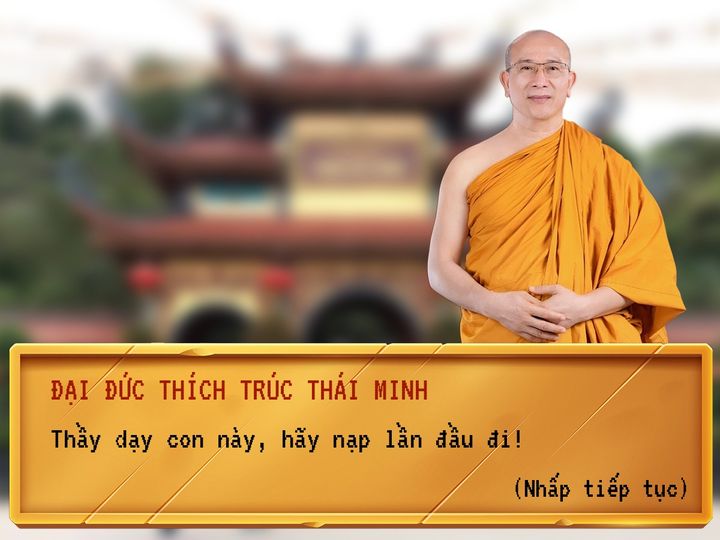 ĐẠI ĐỨC THÍCH TRÚC THÁI MINH
Thầy dạy con này, hãy nạp lần đầu đi!
(Nhấp tiếp tục)